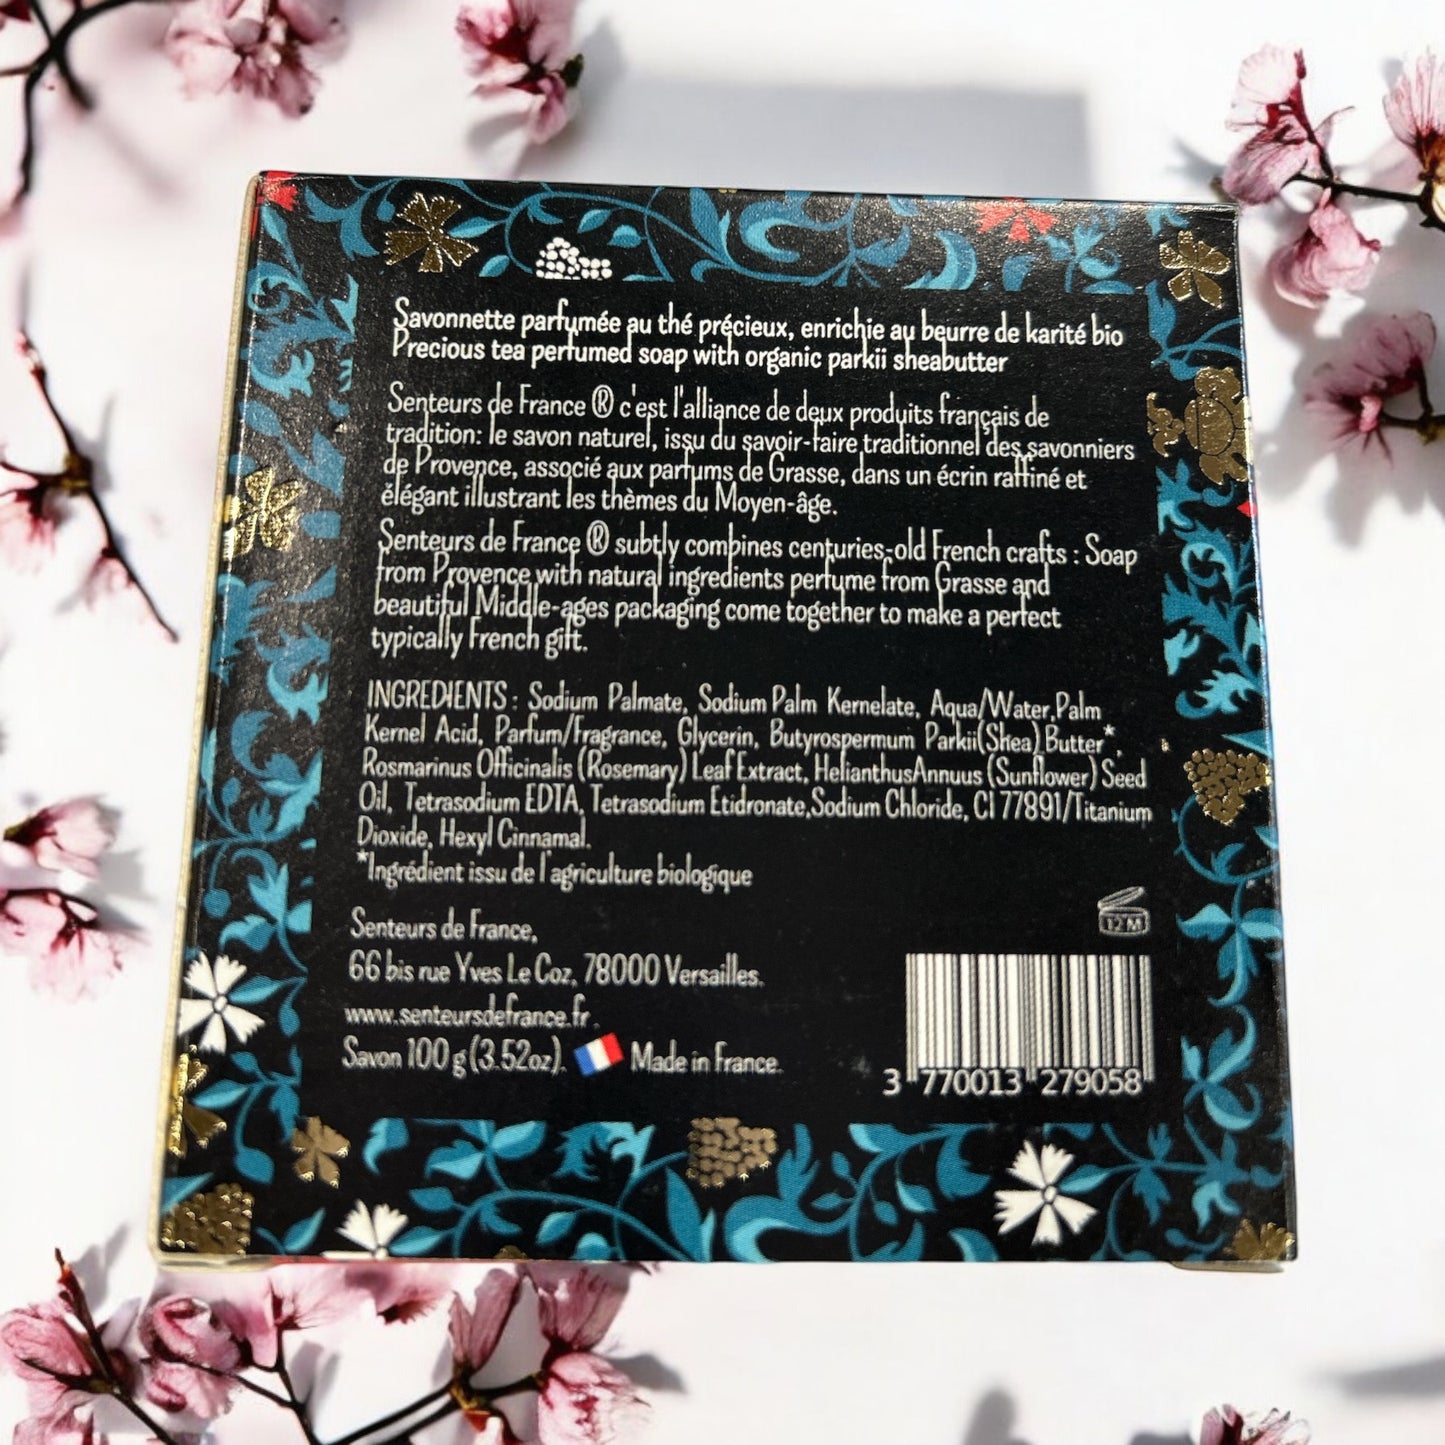 Savonnette parfumée au thé précieux, enrichie au beurre de karité bio
Precious tea perfumed soap with organic parkii sheabutter
Senteurs de France ® c'est l'alliance de deux produits français de
tradition: le savon naturel, issu du savoir-faire traditionnel des savonniers
de Provence, associé aux parfums de Grasse, dans un écrin raffiné et
élégant illustrant les thèmes du Moyen-âge.
Senteurs de France ® subtly combines centuries-old French crafts : Soap
from Provence with natural ingredients perfume from Grasse and
beautiful Middle-ages packaging come together to make a perfect
typically French gift.
INGREDIENTS : Sodium Palmate, Sodium Palm Kernelate, Aqua/Water,Palm
Kernel Acid, Parfum/Fragrance, Glycerin, Butyrospermum Parkii(Shea) Butter*,
Rosmarinus Officinalis (Rosemary) Leaf Extract, HelianthusAnnuus (Sunflower) Seed
Oil, Tetrasodium EDTA, Tetrasodium Etidronate,Sodium Chloride, CI 77891/Titanium
Dioxide, Hexyl Cinnamal.
*Ingrédient issu de l'agriculture biologique
12 M
Senteurs de France,
66 bis rue Yves Le Coz, 78000 Versailles.
www.senteursdefrance.fr.
Savon 100 g (3.52oz). Made in France.
3 770013 279058